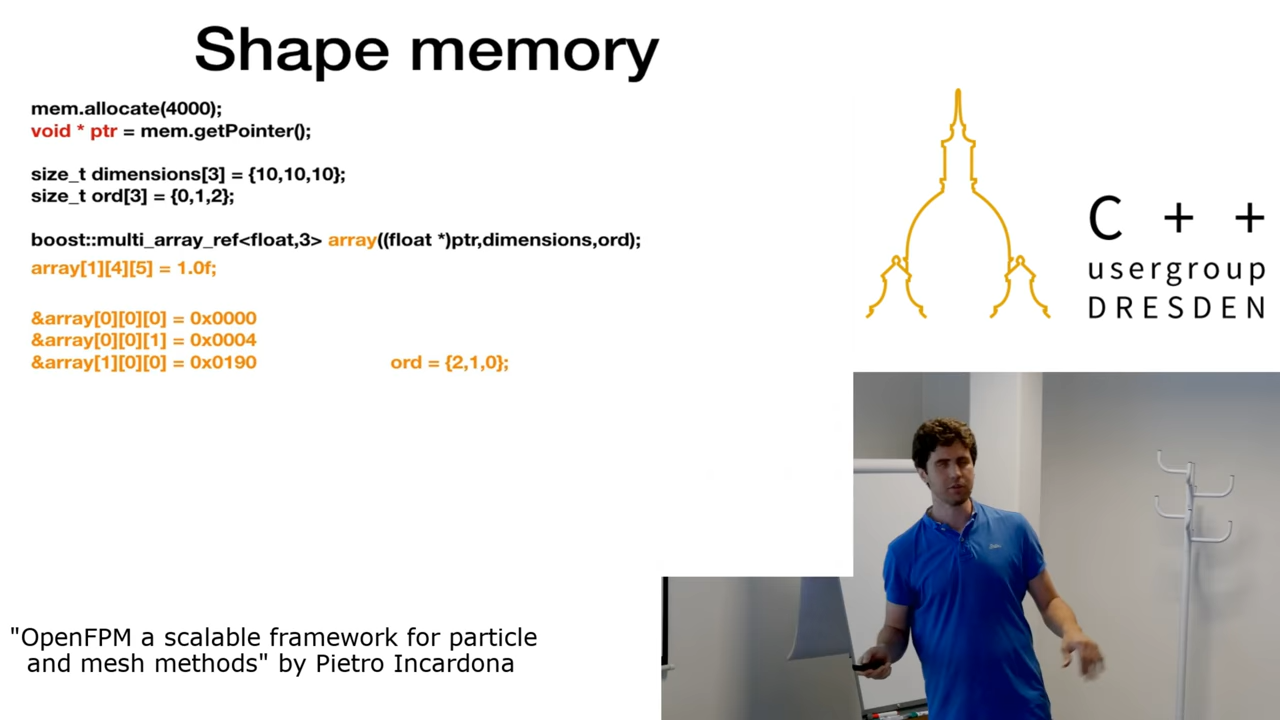 Shape memory
mem.allocate(4000);
void * ptr = mem.getPointer();
size_t dimensions[3] = {10,10,10};
size_t ord[3] = {0,1,2};
boost::multi_array_ref<float,3> array((float *)ptr,dimensions,ord);
array[1][4][5] = 1.0f;
&array[0][0][0] = 0x0000
&array[0][0][1] = 0x0004
&array[1][0][0] = 0x0190
ord = {2,1,0};
C + +
usergroup
DRESDEN
"OpenFPM a scalable framework for particle
and mesh methods" by Pietro Incardona